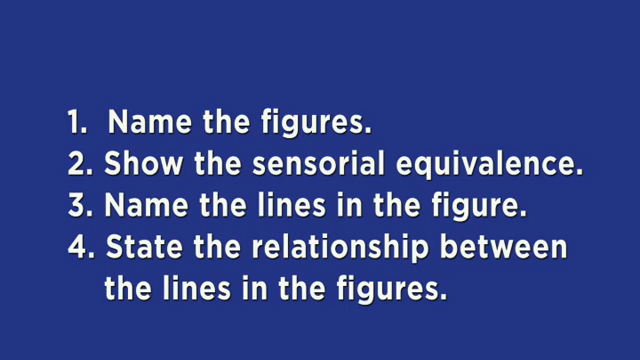 1. Name the figures.
2. Show the sensorial equivalence.
3. Name the lines in the figure.
4. State the relationship between
the lines in the figures.